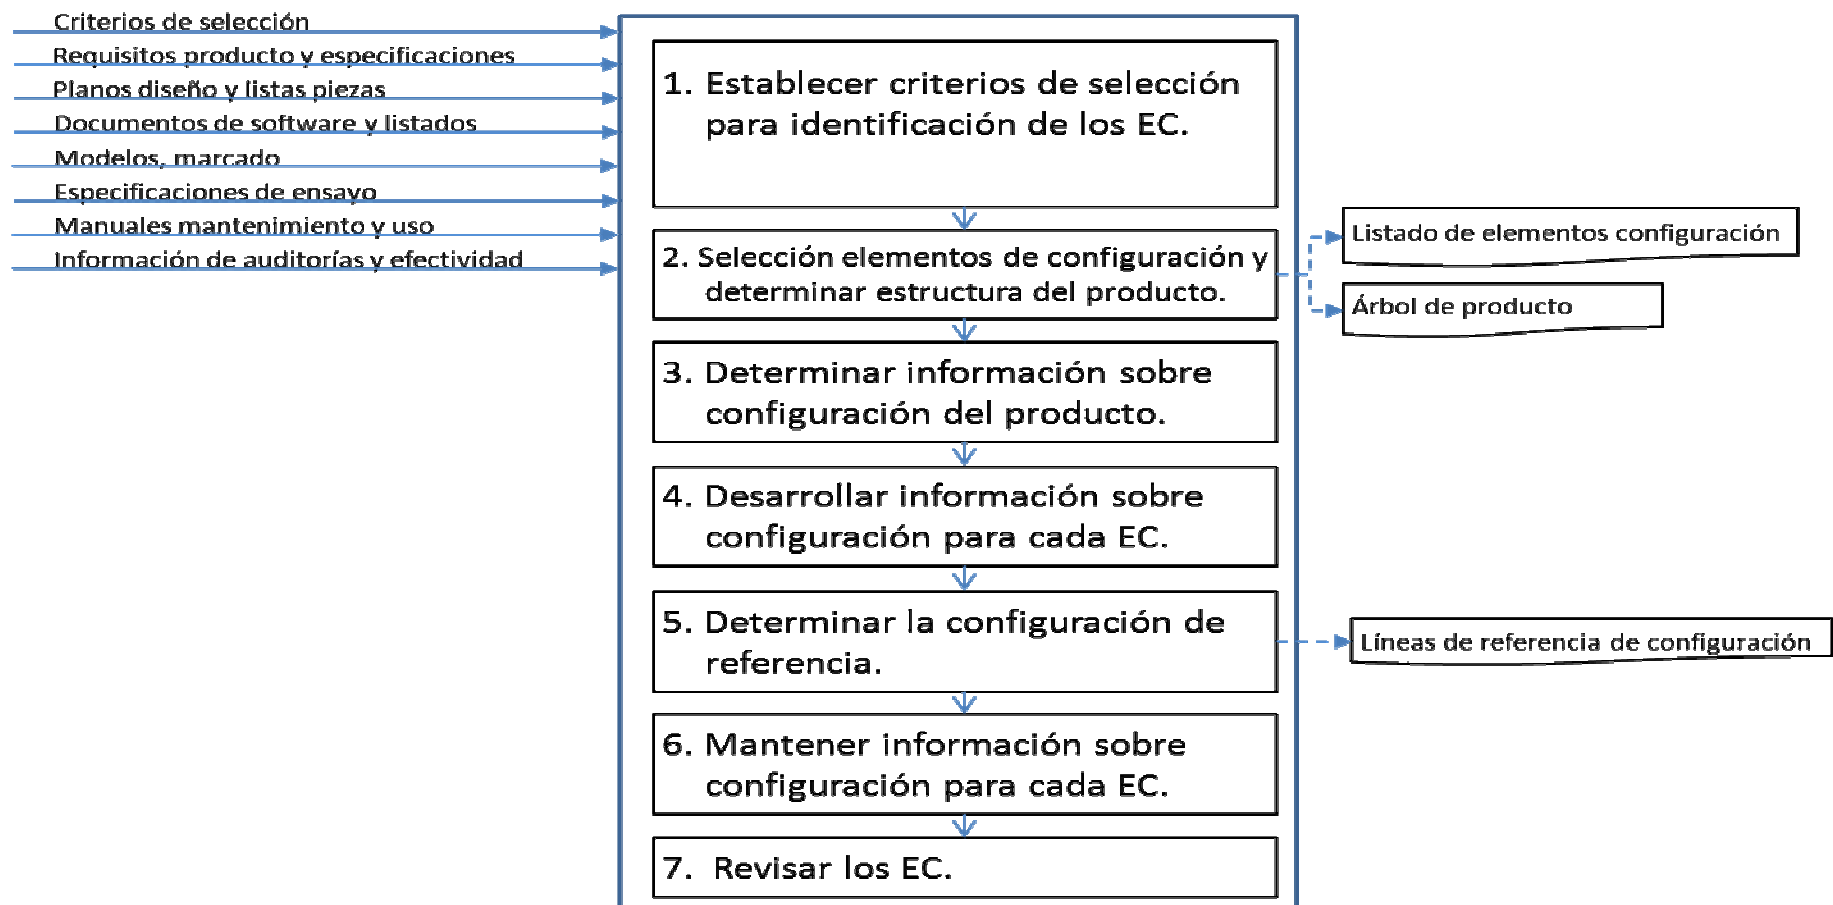 Criterios de selección
Requisitos producto y especificaciones
Planos diseño y listas piezas
Documentos de software y listados
Modelos, marcado
Especificaciones de ensayo
Manuales mantenimiento y uso
Información de auditorías y efectividad
1. Establecer criterios de selección
para identificación de los EC.
2. Selección elementos de configuración y
determinar estructura del producto.
Listado de elementos configuración
Árbol de producto
3. Determinar información sobre
configuración del producto.
4. Desarrollar información sobre
configuración para cada EC.
5. Determinar la configuración de
referencia.
Líneas de referencia de configuración
6. Mantener información sobre
configuración para cada EC.
7. Revisar los EC.